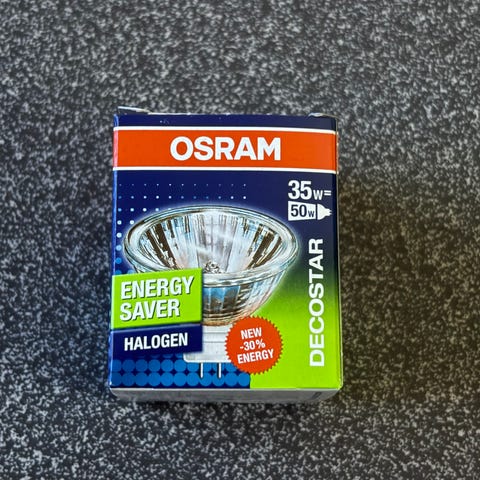 OSRAM
35W=
50W
ENERGY
SAVER
HALOGEN
NEW
-30%
ENERGY
DECOSTAR